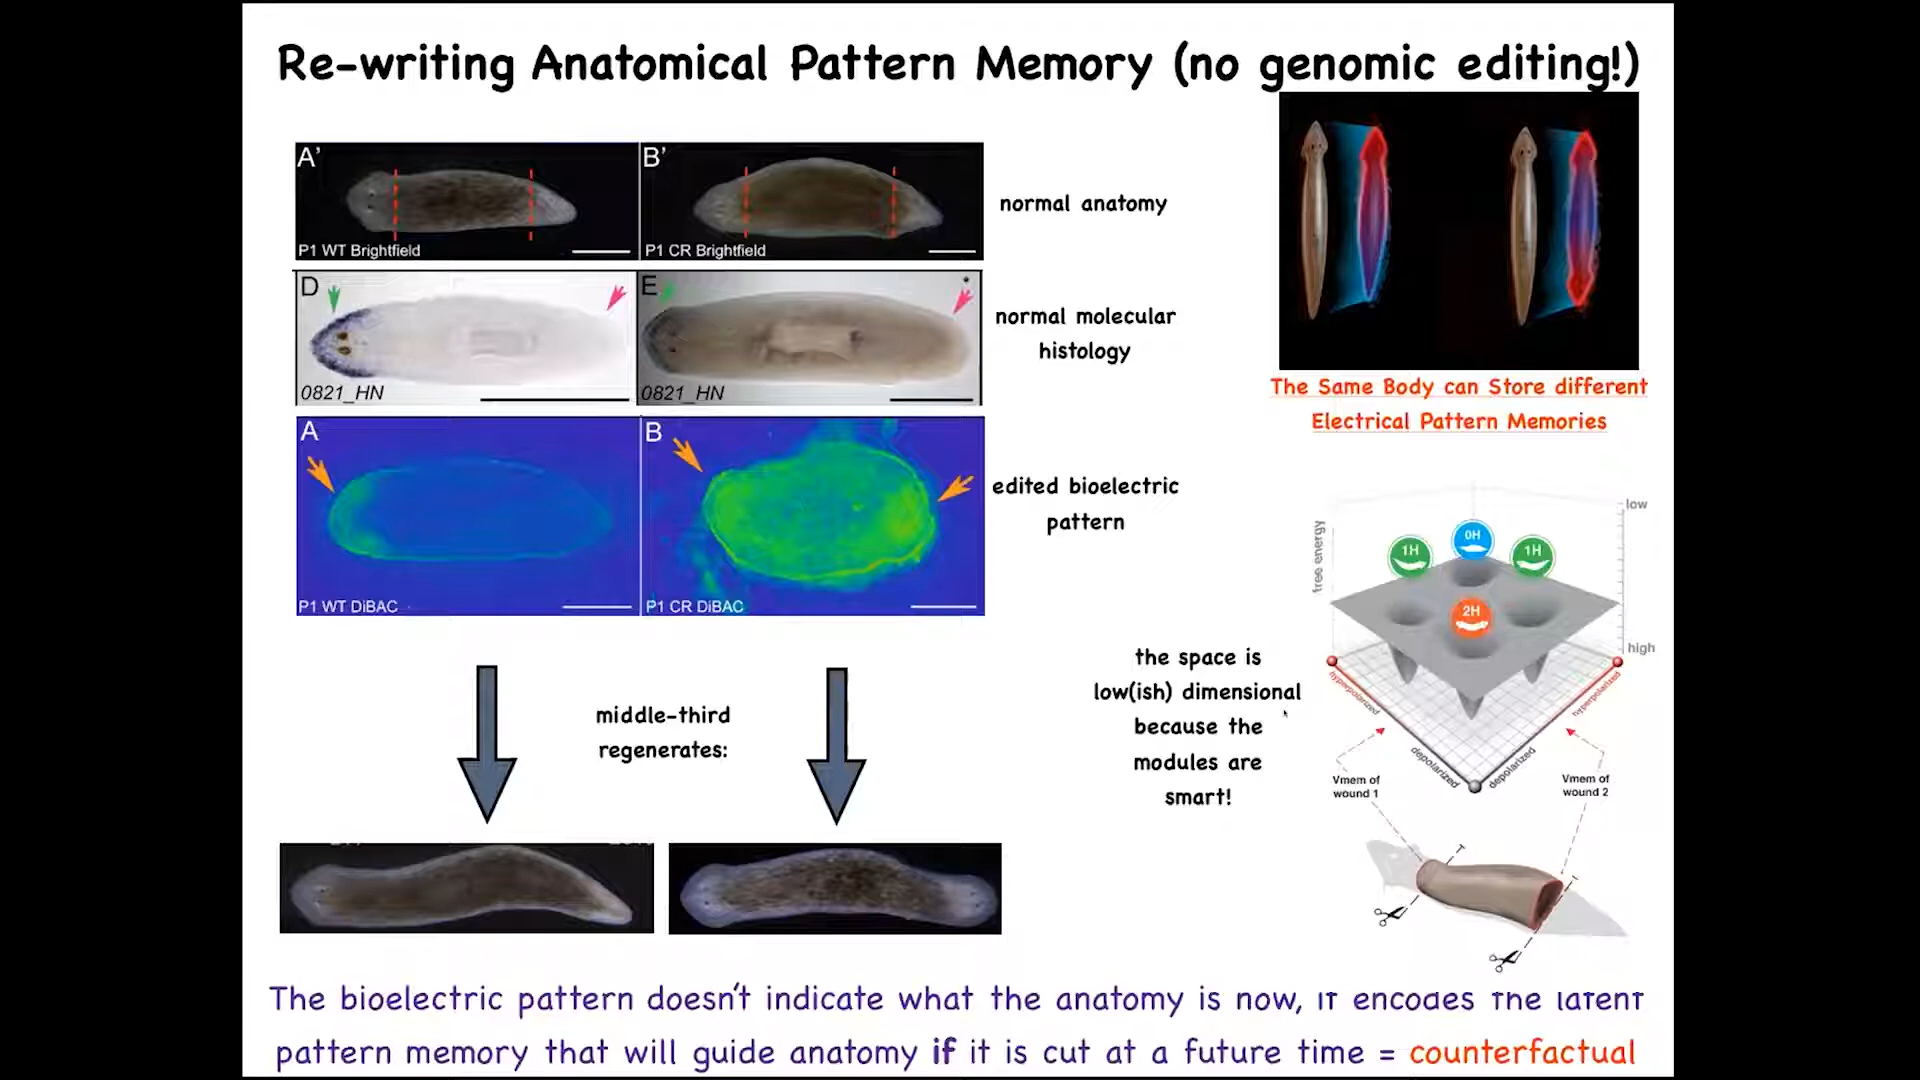 Re-writing Anatomical Pattern Memory (no genomic editing!)
A’
P1 WT Brightfield
B’
P1 CR Brightfield
normal anatomy
D
0821_HN
E
0821_HN
normal molecular
histology
A
P1 WT DiBAC
B
P1 CR DiBAC
edited bioelectric
pattern
middle-third
regenerates:
The Same Body can Store different
Electrical Pattern Memories
the space is
low(ish) dimensional
because the
modules are
smart!
free energy
low
high
1H
0H
1H
2H
hyperpolarized
hyperpolarized
depolarized
depolarized
Vmem of
wound 1
Vmem of
wound 2
The bioelectric pattern doesn’t indicate what the anatomy is now, it encodes the latent
pattern memory that will guide anatomy if it is cut at a future time = counterfactual